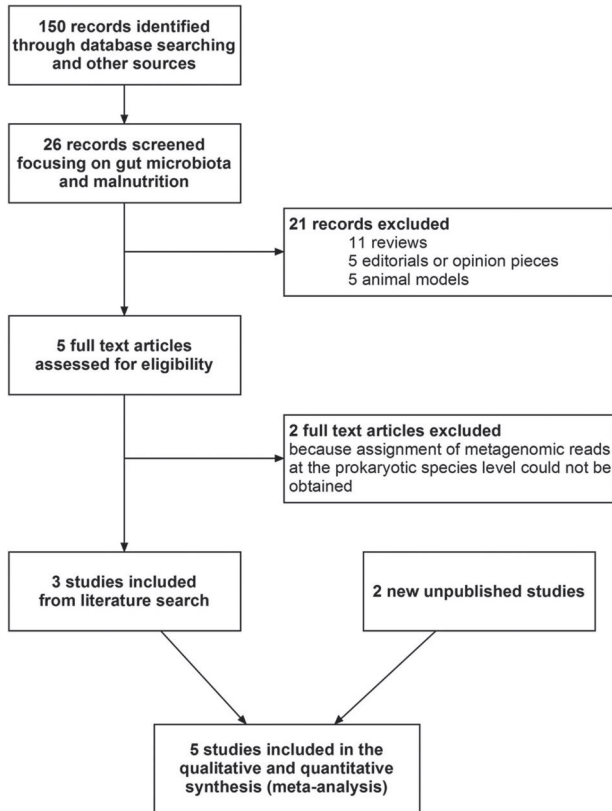 150 records identified
through database searching
and other sources
26 records screened
focusing on gut microbiota
and malnutrition
21 records excluded
11 reviews
5 editorials or opinion pieces
5 animal models
5 full text articles
assessed for eligibility
2 full text articles excluded
because assignment of metagenomic reads
at the prokaryotic species level could not be
obtained
3 studies included
from literature search
2 new unpublished studies
5 studies included in the
qualitative and quantitative
synthesis (meta-analysis)